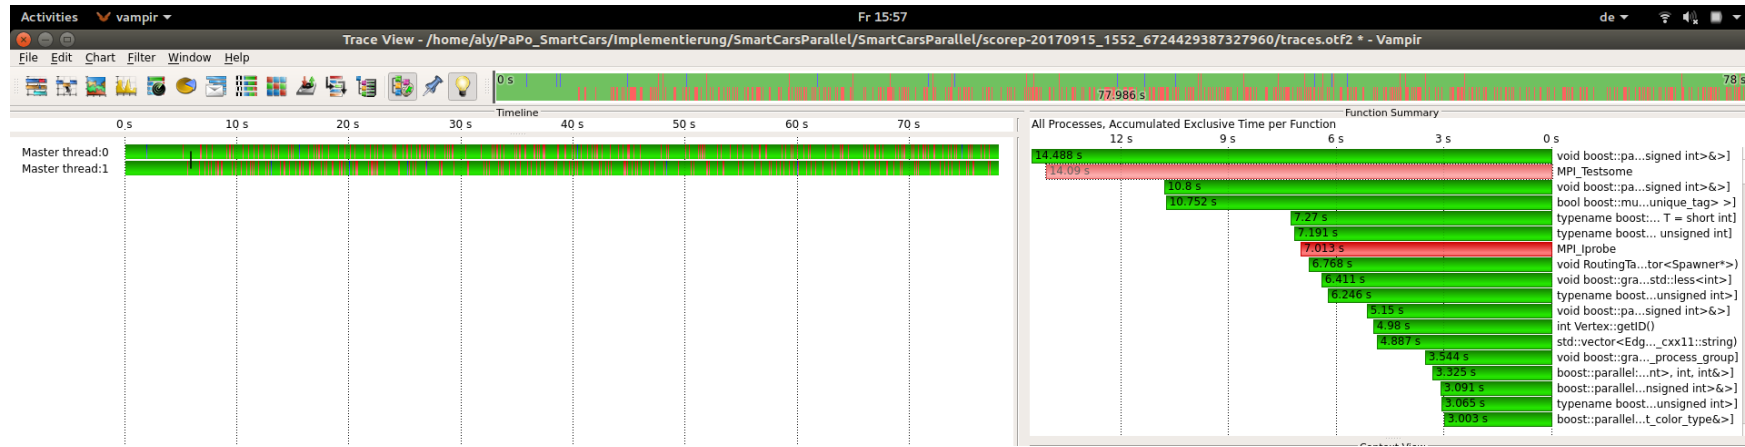 Activities vampir Fr 15:57 de
Trace View - /home/aly/PaPo_SmartCars/Implementierung/SmartCarsParallel/SmartCarsParallel/scorep-20170915_1552_6724429387327960/traces.otf2 * - Vampir
File Edit Chart Filter Window Help
0 s 78 s
77.986 s
Timeline
0 s 10 s 20 s 30 s 40 s 50 s 60 s 70 s
Master thread:0
Master thread:1
Function Summary
All Processes, Accumulated Exclusive Time per Function
12 s 9 s 6 s 3 s 0 s
14.488 s void boost::pa...signed int>&>]
14.09 s MPI_Testsome
10.8 s void boost::pa...signed int>&>]
10.752 s bool boost::mu...unique_tag> >]
7.27 s typename boost:... T = short int]
7.191 s typename boost... unsigned int]
7.013 s MPI_Iprobe
6.768 s void RoutingTa...tor<Spawner*>)
6.411 s void boost::gra...std::less<int>]
6.246 s typename boost...unsigned int>]
5.15 s void boost::pa...signed int>&>]
4.98 s int Vertex::getID()
4.887 s std::vector<Edg..._cxx11::string)
3.544 s void boost::gra..._process_group]
3.325 s boost::parallel:...nt>, int, int&>]
3.091 s boost::parallel...nsigned int>&>]
3.065 s typename boost...unsigned int>]
3.003 s boost::parallel...t_color_type&>]